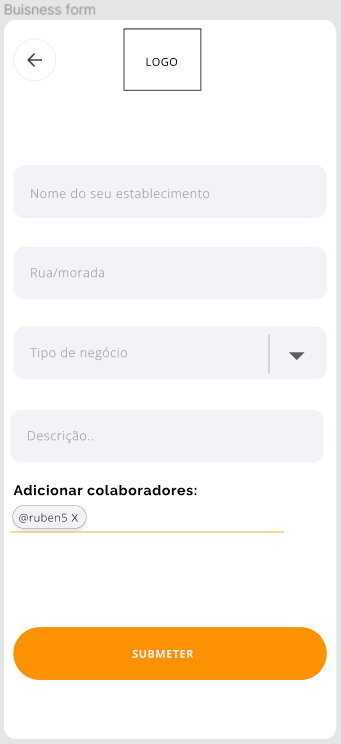 Buisness form
LOGO
Nome do seu establecimento
Rua/morada
Tipo de negócio
Descrição..
Adicionar colaboradores:
@ruben5 X
SUBMETER